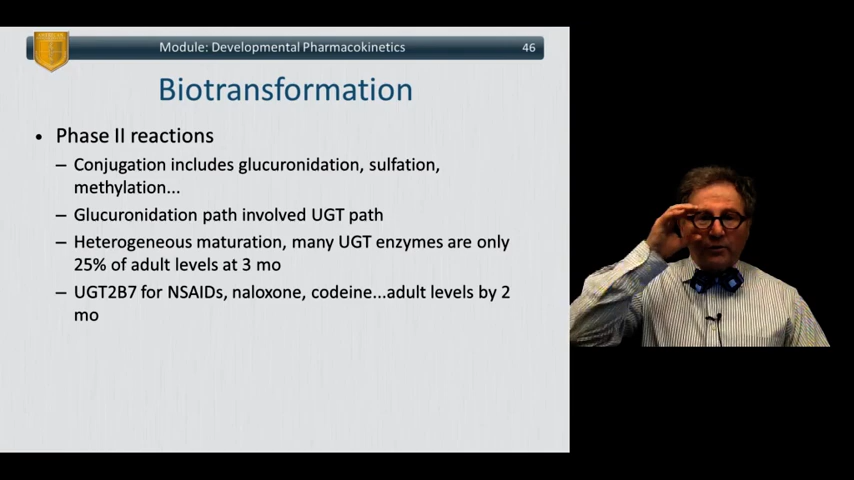 Module: Developmental Pharmacokinetics 46
Biotransformation
• Phase II reactions
– Conjugation includes glucuronidation, sulfation,
methylation...
– Glucuronidation path involved UGT path
– Heterogeneous maturation, many UGT enzymes are only
25% of adult levels at 3 mo
– UGT2B7 for NSAIDs, naloxone, codeine...adult levels by 2
mo